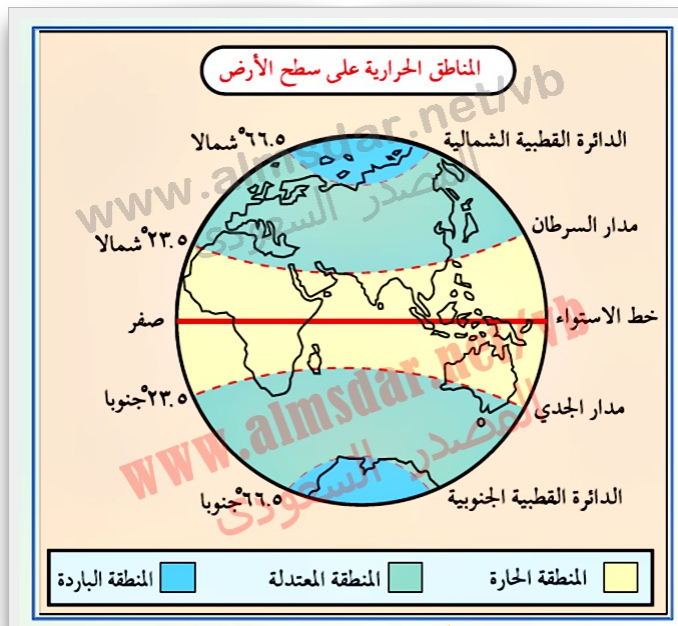 المناطق الحرارية على سطح الأرض
الدائرة القطبية الشمالية
٦٦.٥° شمالا
مدار السرطان
٢٣.٥° شمالا
خط الاستواء
صفر
مدار الجدي
٢٣.٥° جنوبا
الدائرة القطبية الجنوبية
٦٦.٥° جنوبا
المنطقة الحارة
المنطقة المعتدلة
المنطقة الباردة
www.almsdar.net/vb
المصدر السعودى
www.almsdar.net/vb
المصدر السعودى